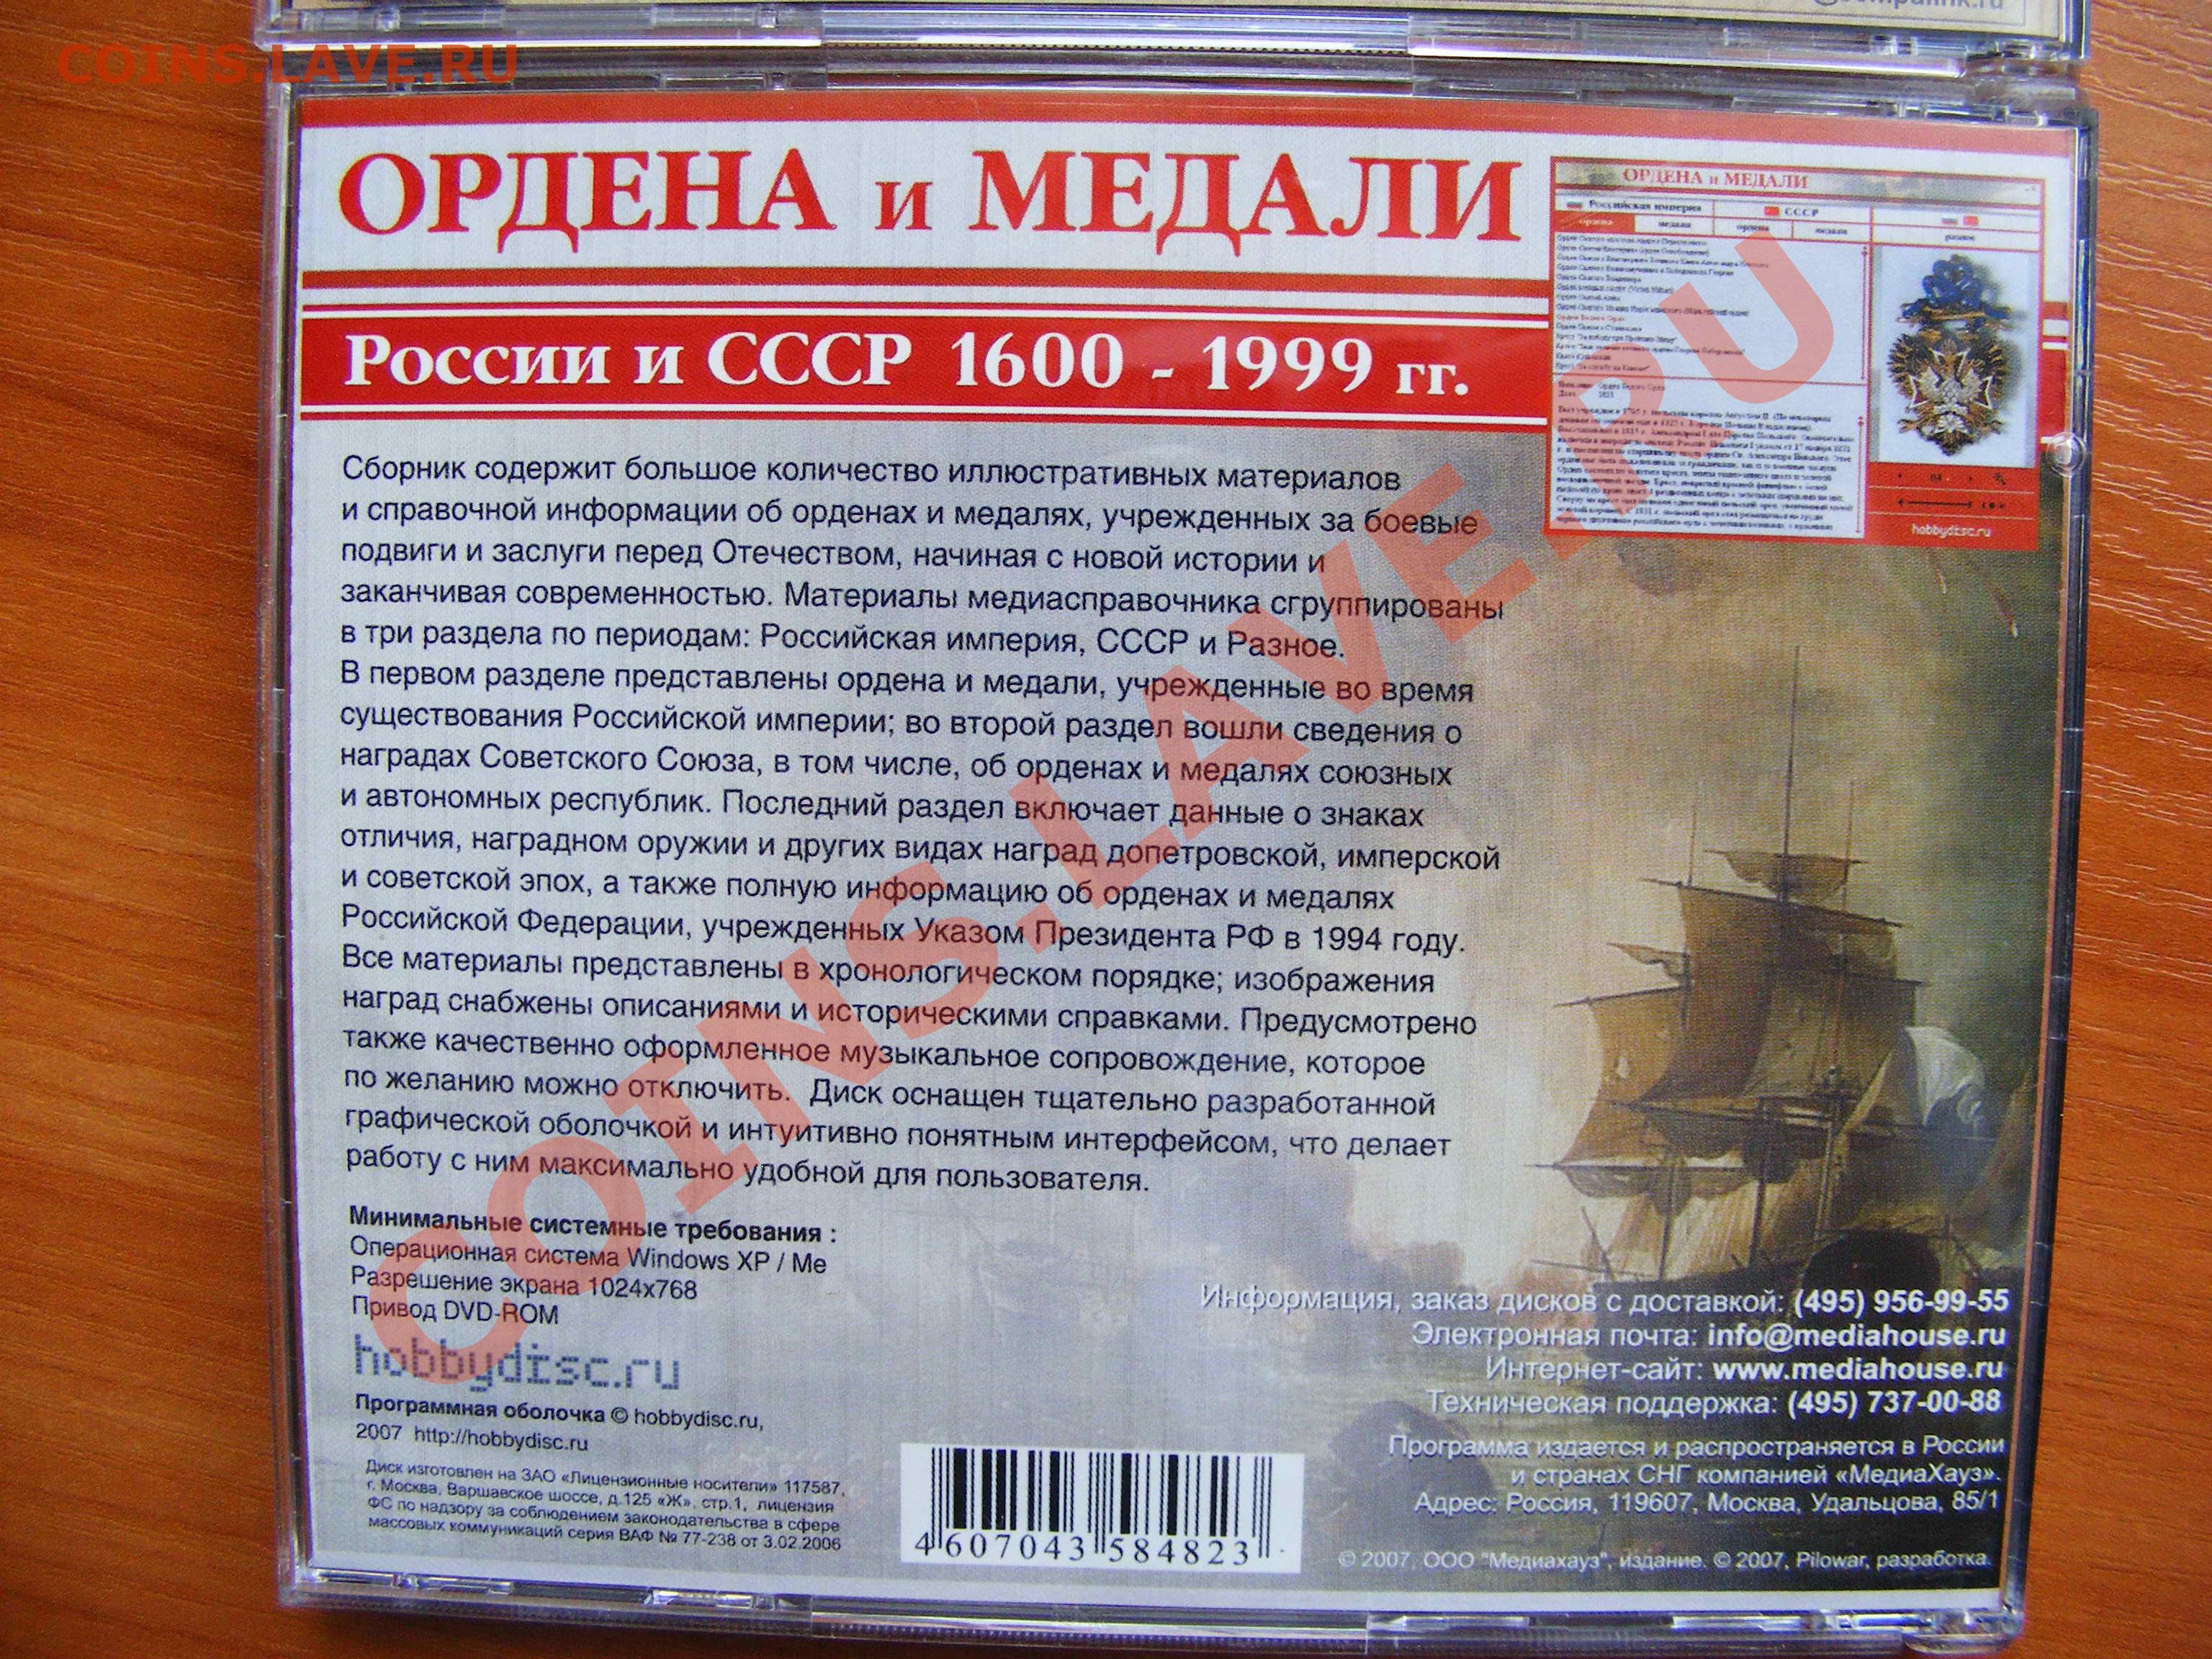 COINS.LAVE.RU
ОРДЕНА и МЕДАЛИ
России и СССР 1600 - 1999 гг.
ОРДЕНА и МЕДАЛИ
Российская империя
СССР
ордена
медали
ордена
медали
разное
hobbydisc.ru
Сборник содержит большое количество иллюстративных материалов
и справочной информации об орденах и медалях, учрежденных за боевые
подвиги и заслуги перед Отечеством, начиная с новой истории и
заканчивая современностью. Материалы медиасправочника сгруппированы
в три раздела по периодам: Российская империя, СССР и Разное.
В первом разделе представлены ордена и медали, учрежденные во время
существования Российской империи; во второй раздел вошли сведения о
наградах Советского Союза, в том числе, об орденах и медалях союзных
и автономных республик. Последний раздел включает данные о знаках
отличия, наградном оружии и других видах наград допетровской, имперской
и советской эпох, а также полную информацию об орденах и медалях
Российской Федерации, учрежденных Указом Президента РФ в 1994 году.
Все материалы представлены в хронологическом порядке; изображения
наград снабжены описаниями и историческими справками. Предусмотрено
также качественно оформленное музыкальное сопровождение, которое
по желанию можно отключить. Диск оснащен тщательно разработанной
графической оболочкой и интуитивно понятным интерфейсом, что делает
работу с ним максимально удобной для пользователя.
Минимальные системные требования :
Операционная система Windows XP / Me
Разрешение экрана 1024x768
Привод DVD-ROM
hobbydisc.ru
Программная оболочка © hobbydisc.ru,
2007 http://hobbydisc.ru
Диск изготовлен на ЗАО «Лицензионные носители» 117587,
г. Москва, Варшавское шоссе, д.125 «Ж», стр.1, лицензия
ФС по надзору за соблюдением законодательства в сфере
массовых коммуникаций серия ВАФ № 77-238 от 3.02.2006
4 607043 584823
Информация, заказ дисков с доставкой: (495) 956-99-55
Электронная почта: info@mediahouse.ru
Интернет-сайт: www.mediahouse.ru
Техническая поддержка: (495) 737-00-88
Программа издается и распространяется в России
и странах СНГ компанией «МедиаХауз».
Адрес: Россия, 119607, Москва, Удальцова, 85/1
© 2007, ООО "Медиахауз", издание. © 2007, Pilowar, разработка.
COINS.LAVE.RU